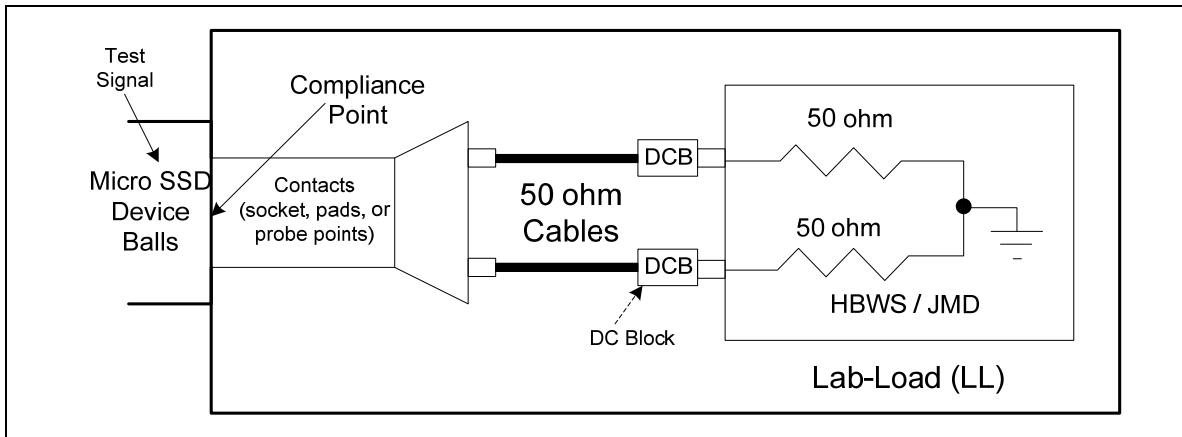 Test
Signal
Compliance
Point
Micro SSD
Device
Balls
Contacts
(socket, pads, or
probe points)
50 ohm
Cables
DCB
DCB
DC Block
50 ohm
50 ohm
HBWS / JMD
Lab-Load (LL)